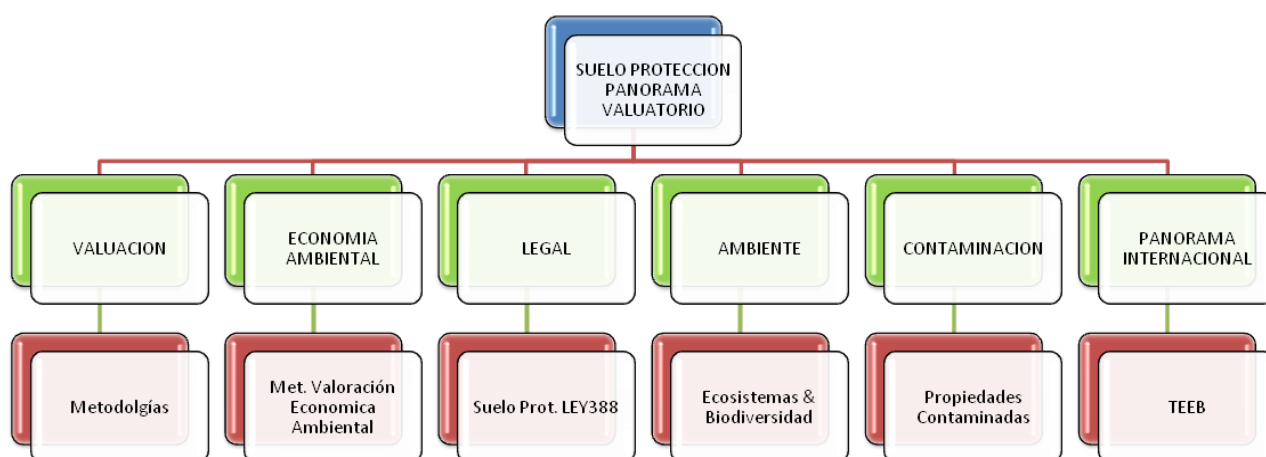 SUELO PROTECCION
PANORAMA
VALUATORIO
VALUACION
ECONOMIA
AMBIENTAL
LEGAL
AMBIENTE
CONTAMINACION
PANORAMA
INTERNACIONAL
Metodolgías
Met. Valoración
Economica
Ambiental
Suelo Prot. LEY388
Ecosistemas &
Biodiversidad
Propiedades
Contaminadas
TEEB